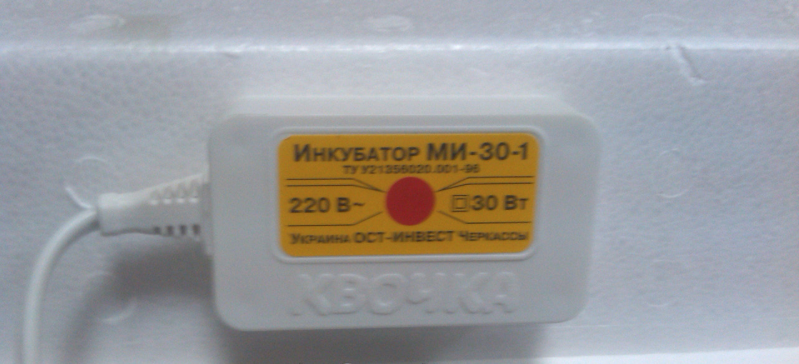 ИНКУБАТОР МИ-30-1
ТУ У21356020.001-96
220 В~ 30 Вт
УКРАИНА ОСТ-ИНВЕСТ ЧЕРКАССЫ
КВОЧКА